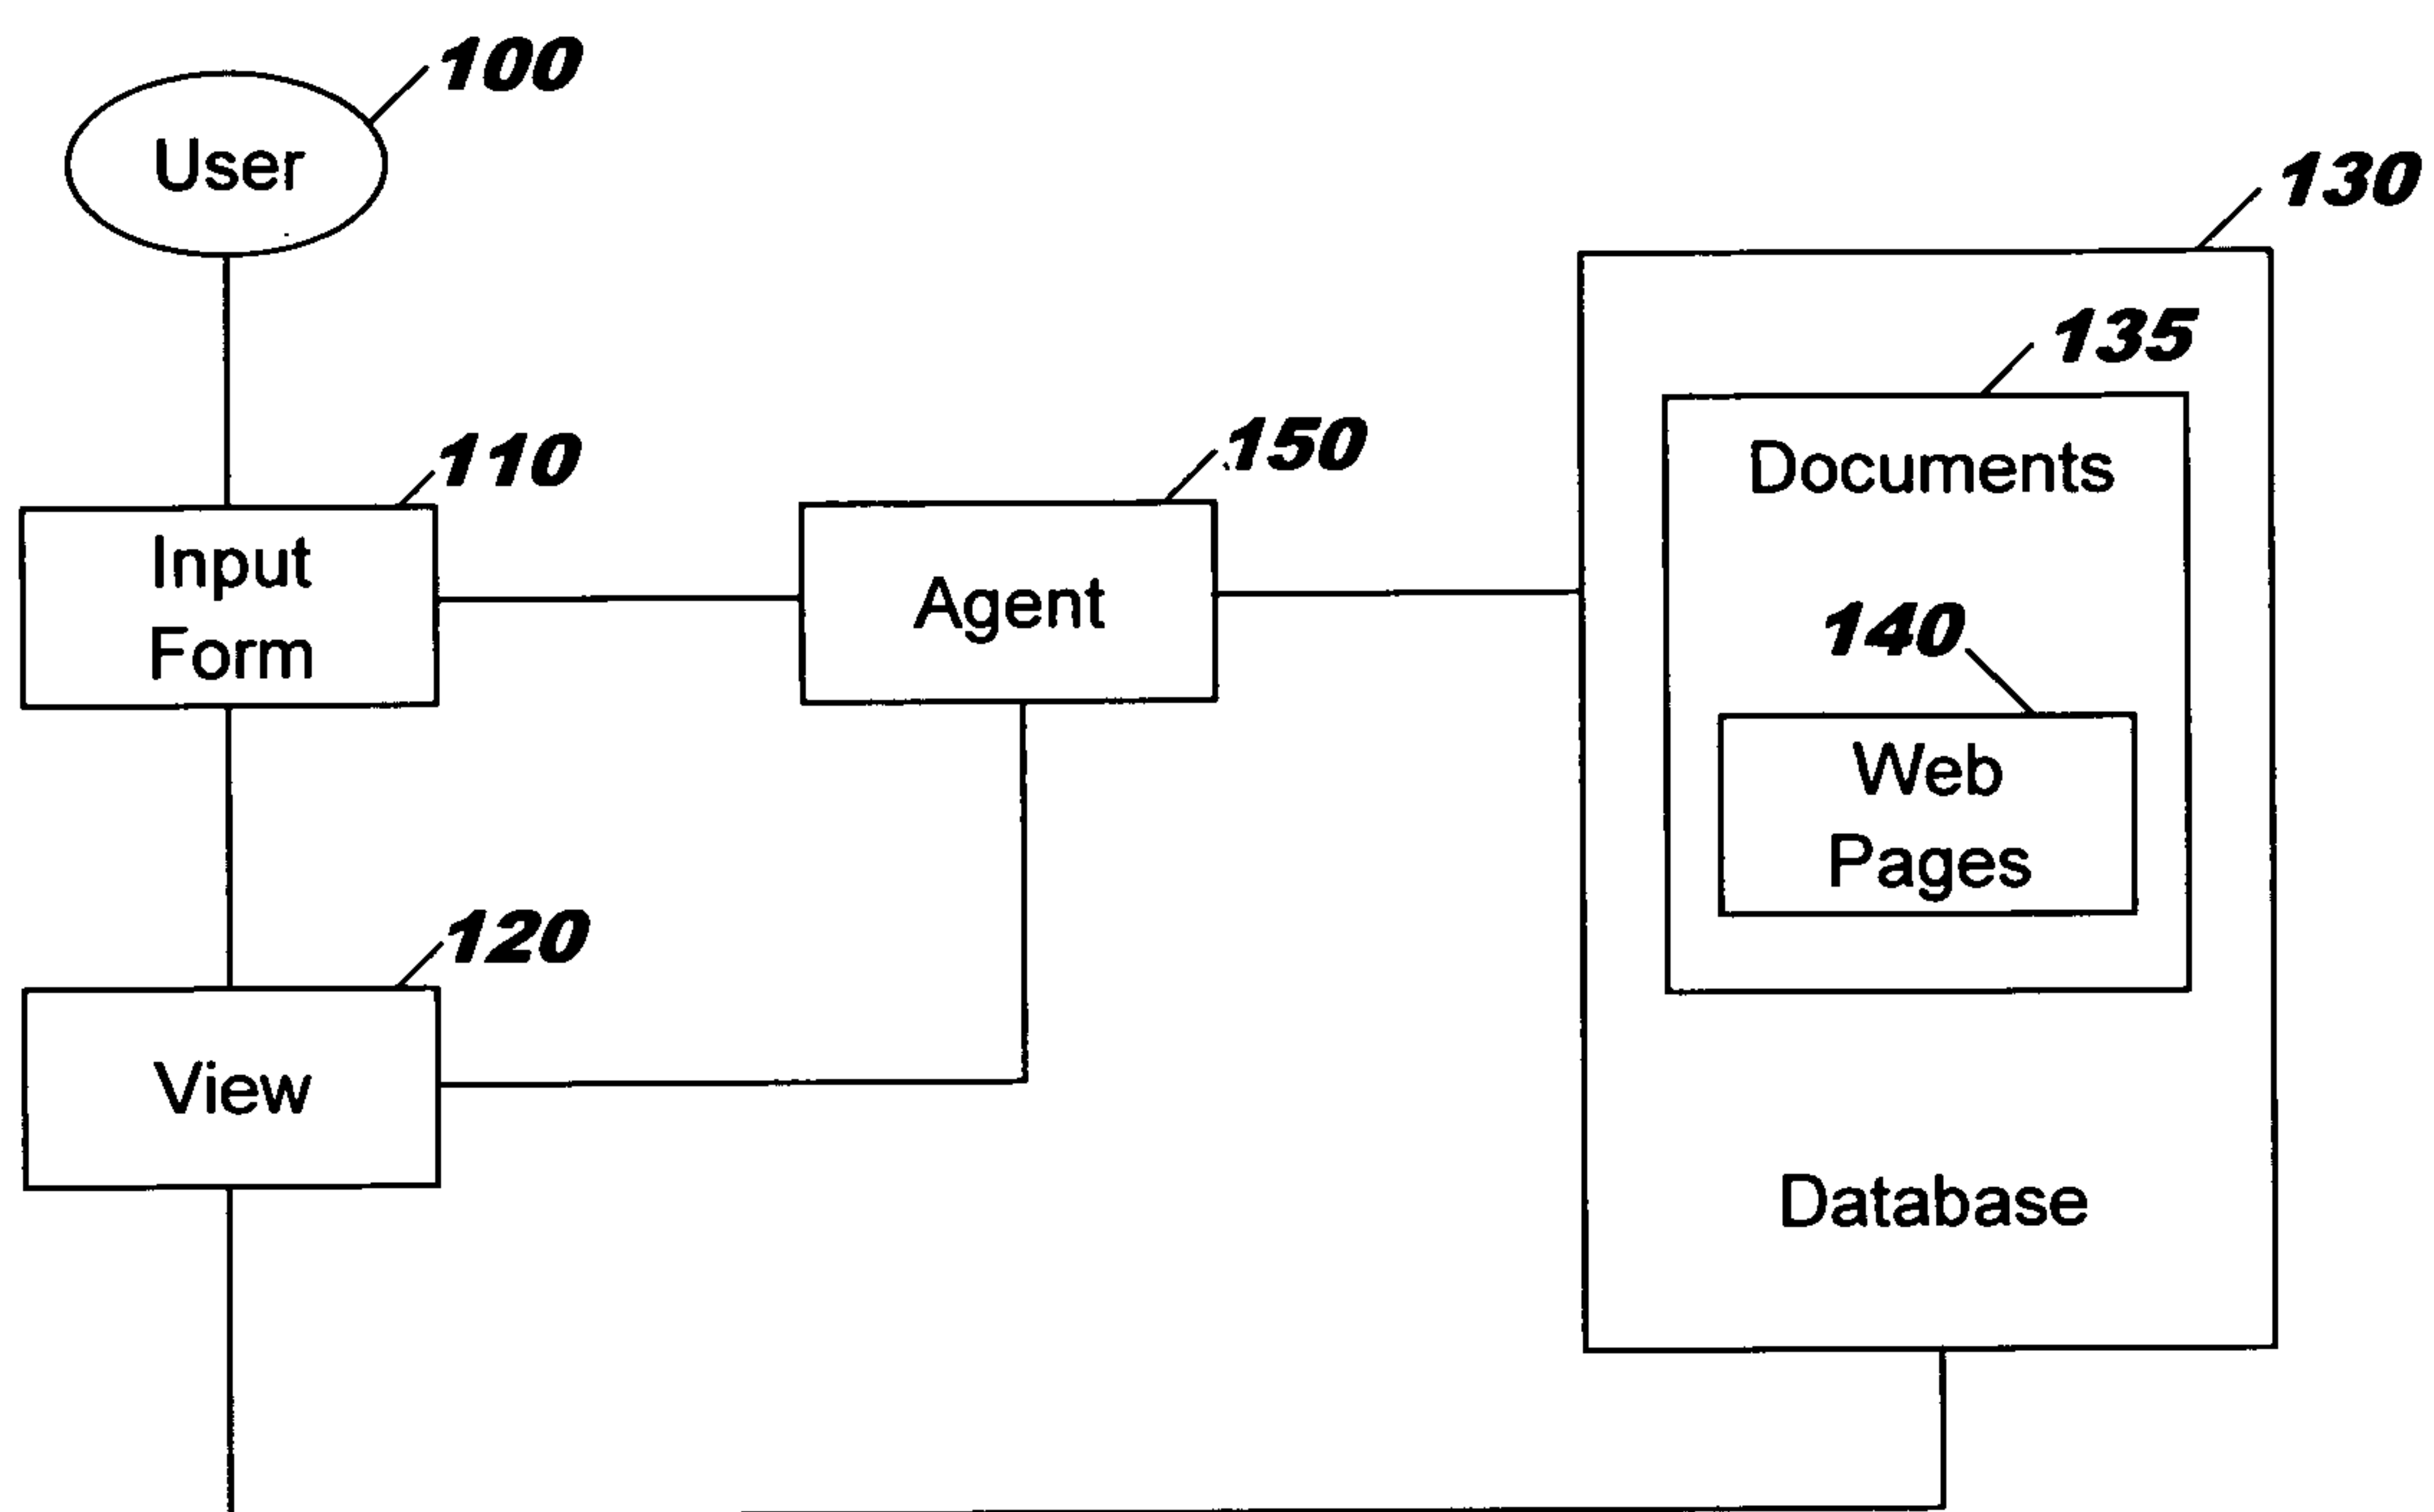 100
User
130
135
110
150
Documents
Input
Form
Agent
140
Web
Pages
120
View
Database